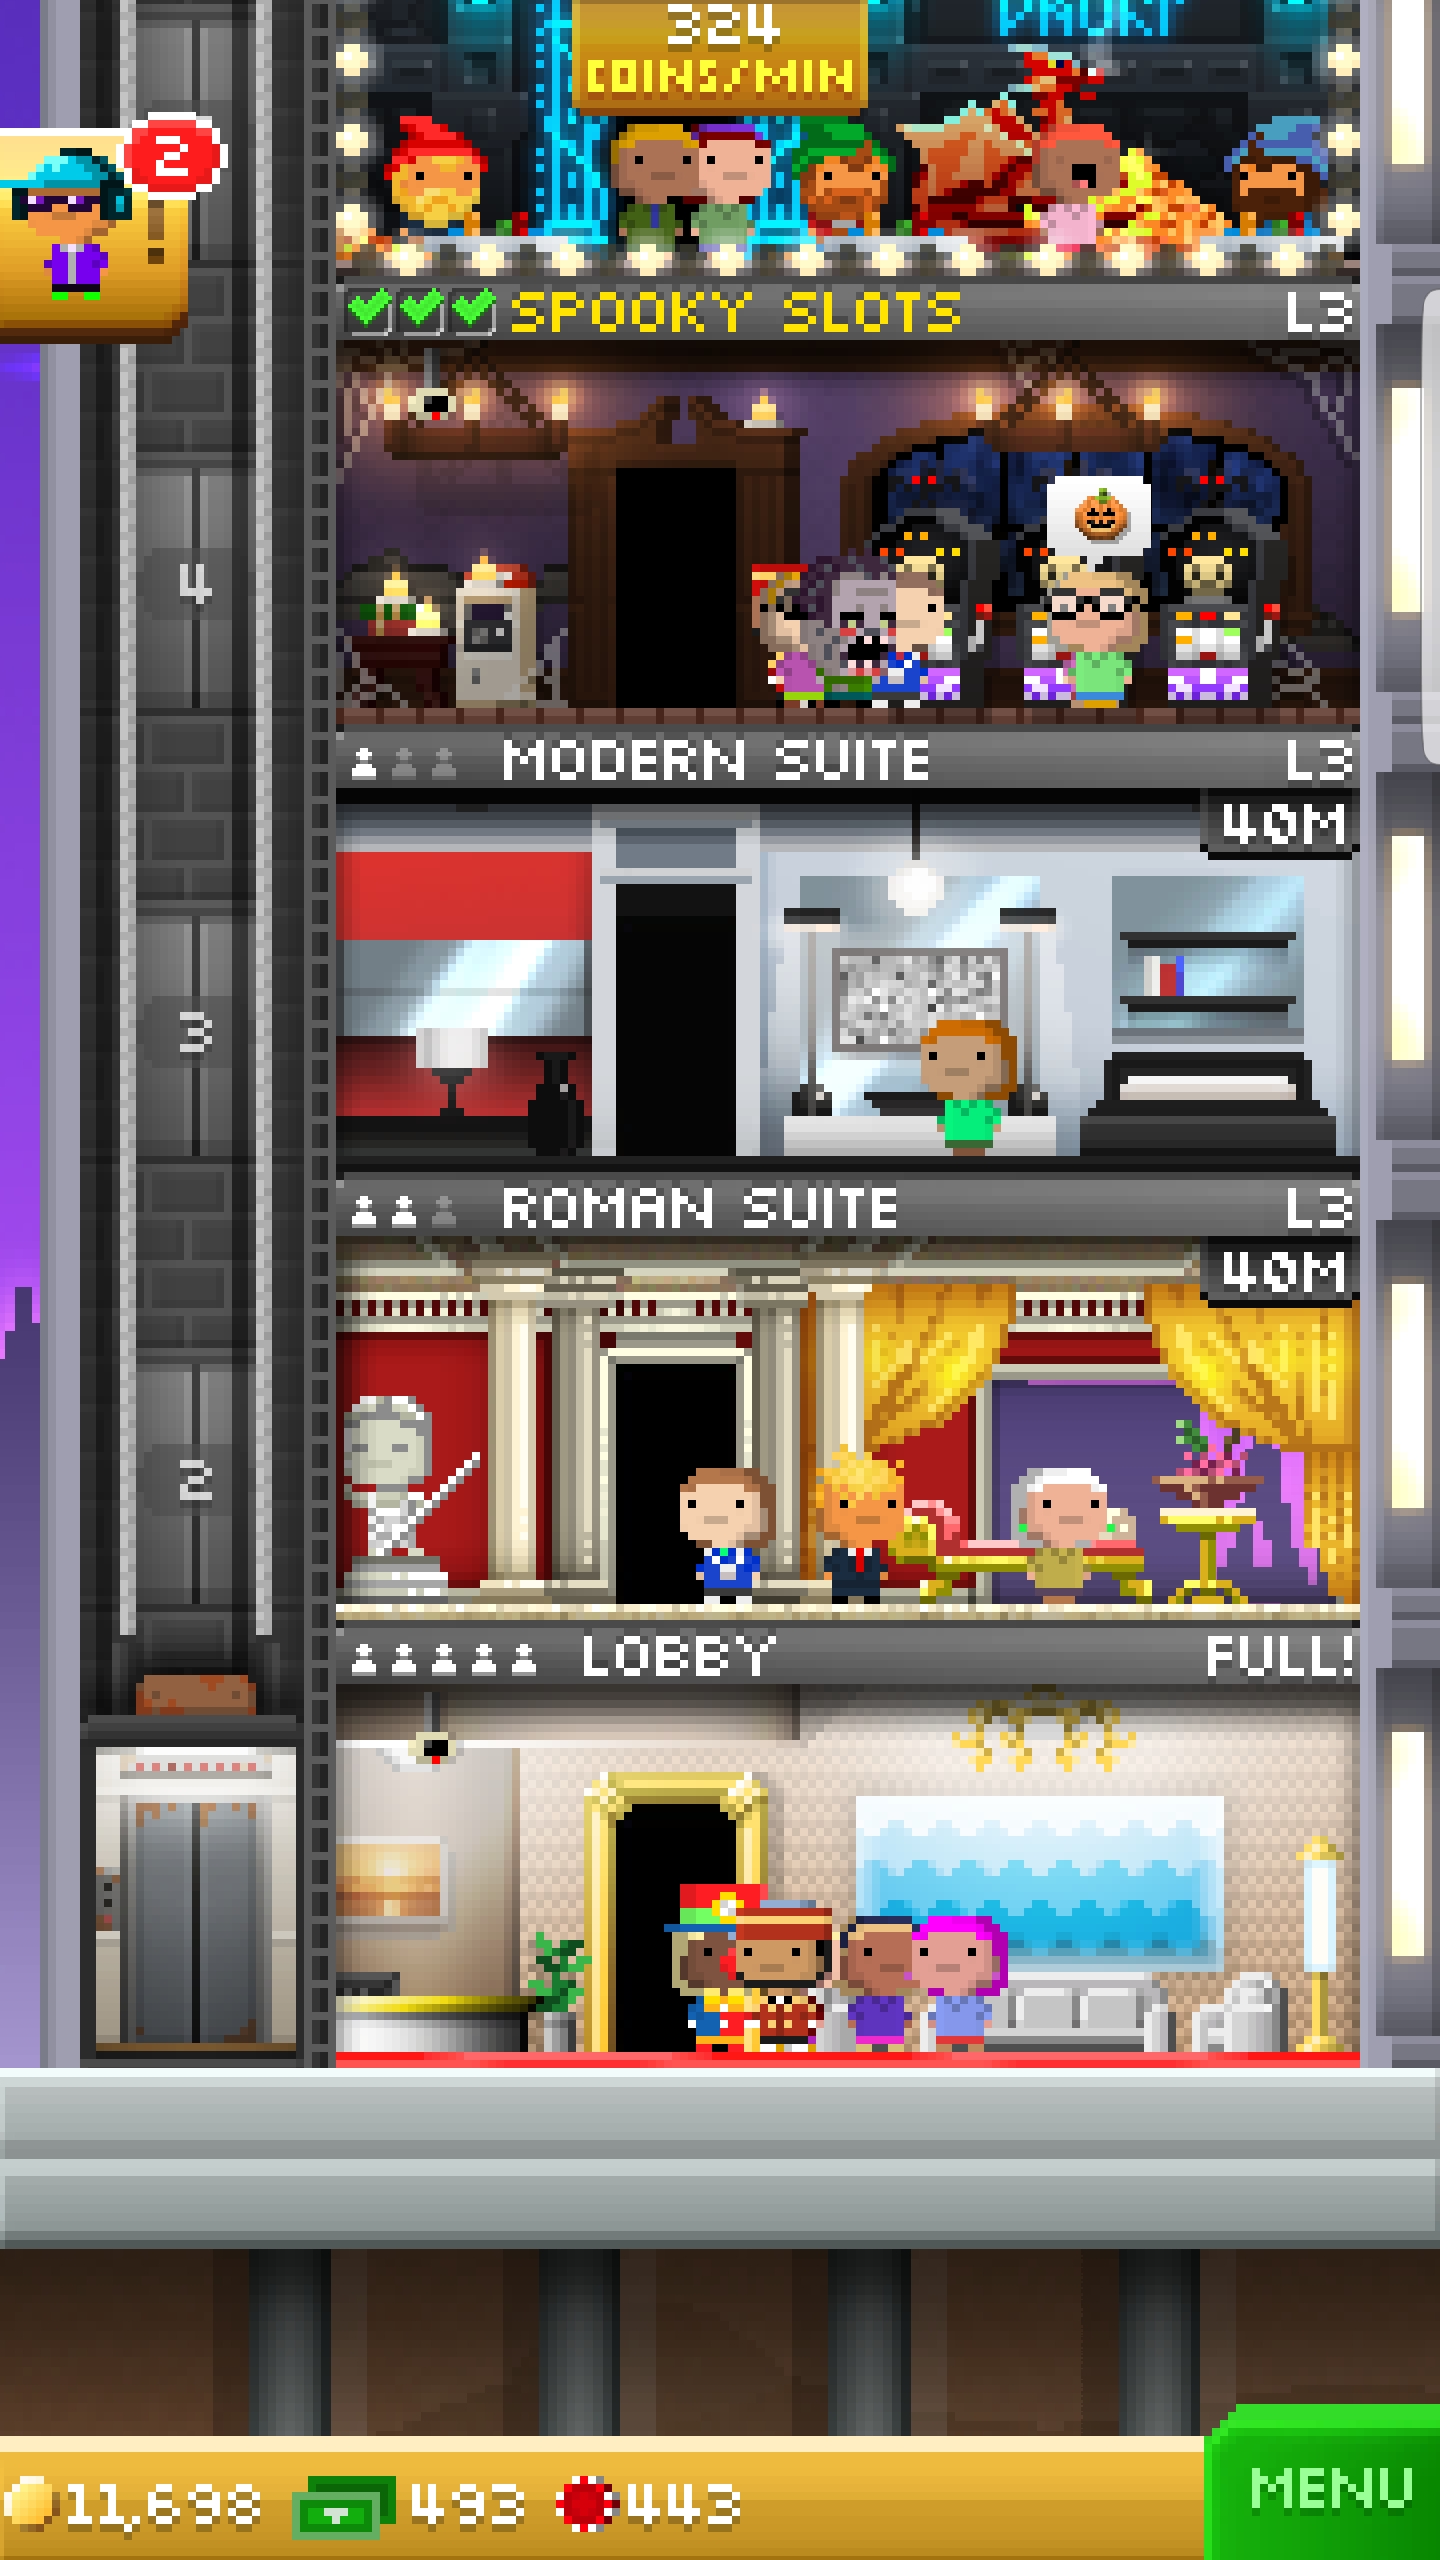 324
COINS/MIN
2
SPOOKY SLOTS L3
4
MODERN SUITE L3
40M
3
ROMAN SUITE L3
40M
2
LOBBY FULL!
11,698 493 443
MENU